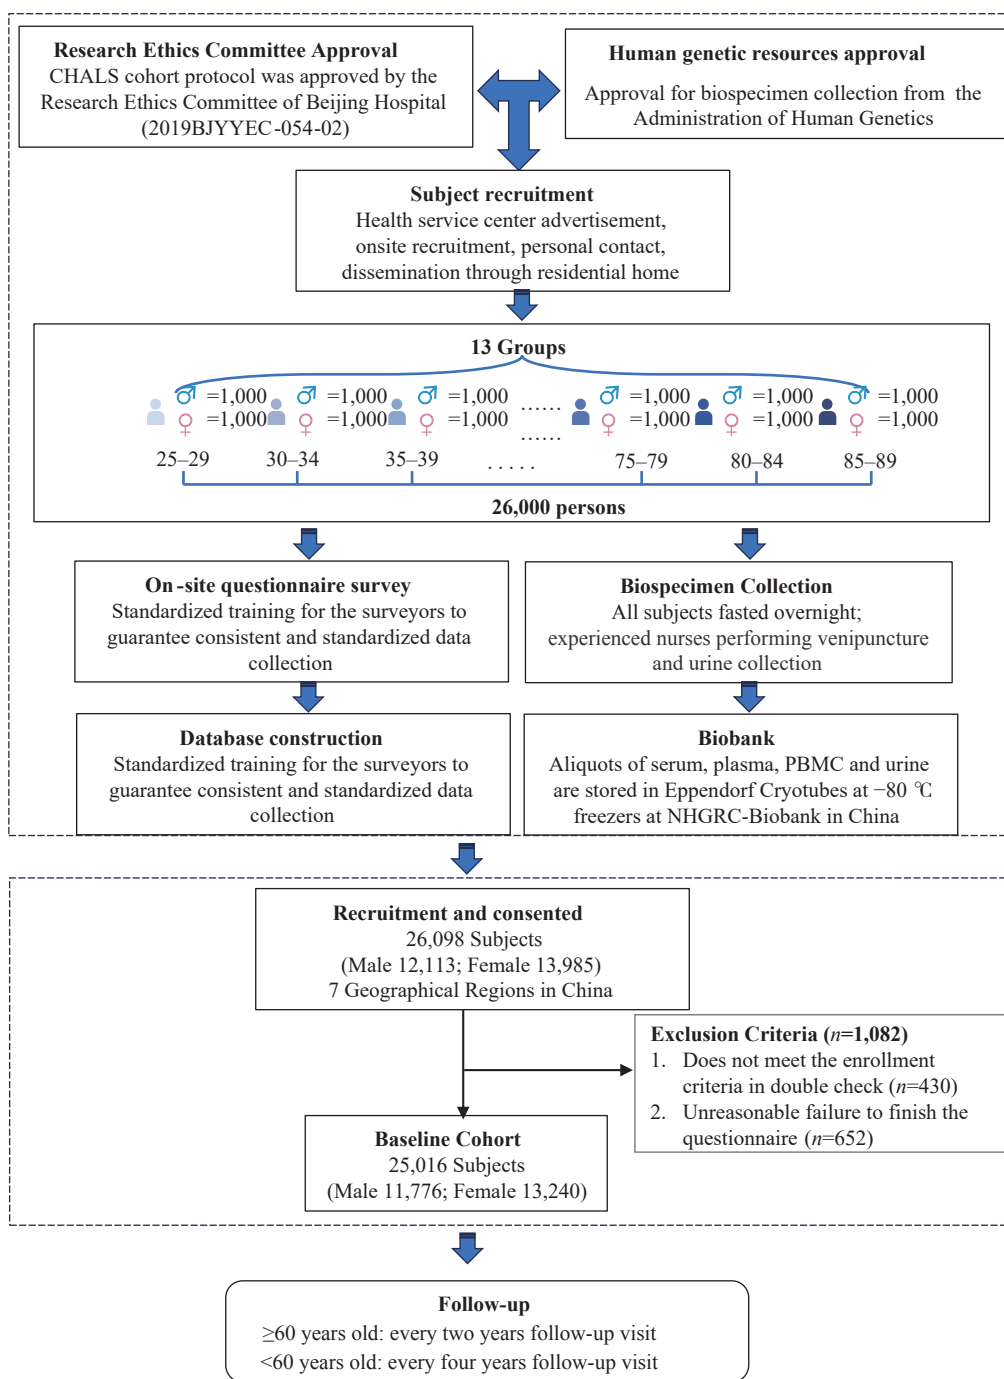 Research Ethics Committee Approval
CHALS cohort protocol was approved by the
Research Ethics Committee of Beijing Hospital
(2019BJYYEC-054-02)
Human genetic resources approval
Approval for biospecimen collection from the
Administration of Human Genetics
Subject recruitment
Health service center advertisement,
onsite recruitment, personal contact,
dissemination through residential home
13 Groups
♂ =1,000 ♂ =1,000 ♂ =1,000 ...... ♂ =1,000 ♂ =1,000 ♂ =1,000
♀ =1,000 ♀ =1,000 ♀ =1,000 ...... ♀ =1,000 ♀ =1,000 ♀ =1,000
25–29 30–34 35–39 ..... 75–79 80–84 85–89
26,000 persons
On-site questionnaire survey
Standardized training for the surveyors to
guarantee consistent and standardized data
collection
Biospecimen Collection
All subjects fasted overnight;
experienced nurses performing venipuncture
and urine collection
Database construction
Standardized training for the surveyors to
guarantee consistent and standardized data
collection
Biobank
Aliquots of serum, plasma, PBMC and urine
are stored in Eppendorf Cryotubes at −80 ℃
freezers at NHGRC-Biobank in China
Recruitment and consented
26,098 Subjects
(Male 12,113; Female 13,985)
7 Geographical Regions in China
Exclusion Criteria (n=1,082)
1. Does not meet the enrollment
criteria in double check (n=430)
2. Unreasonable failure to finish the
questionnaire (n=652)
Baseline Cohort
25,016 Subjects
(Male 11,776; Female 13,240)
Follow-up
≥60 years old: every two years follow-up visit
<60 years old: every four years follow-up visit